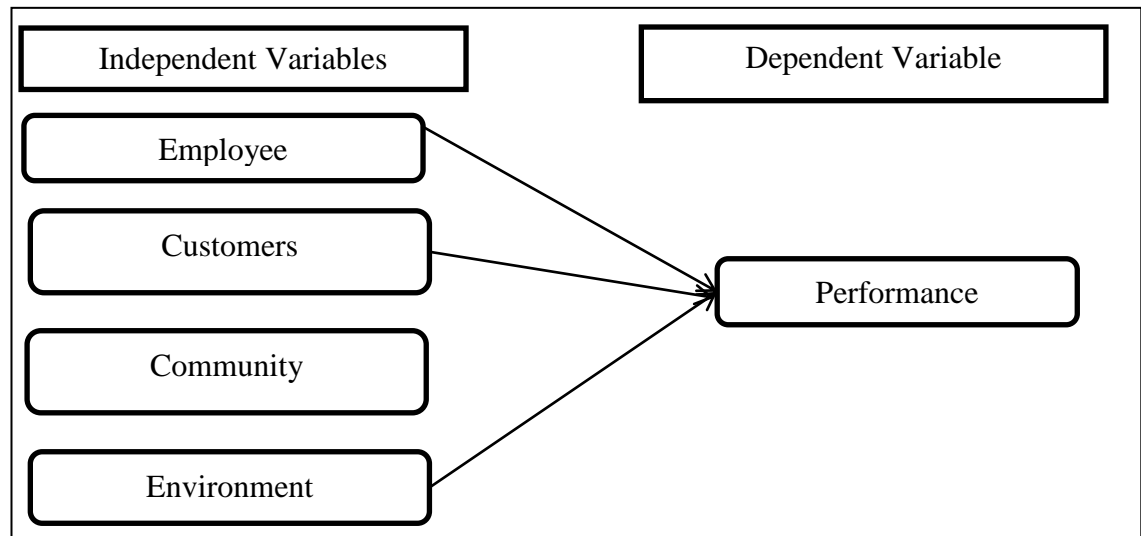 Independent Variables
Dependent Variable
Employee
Customers
Performance
Community
Environment